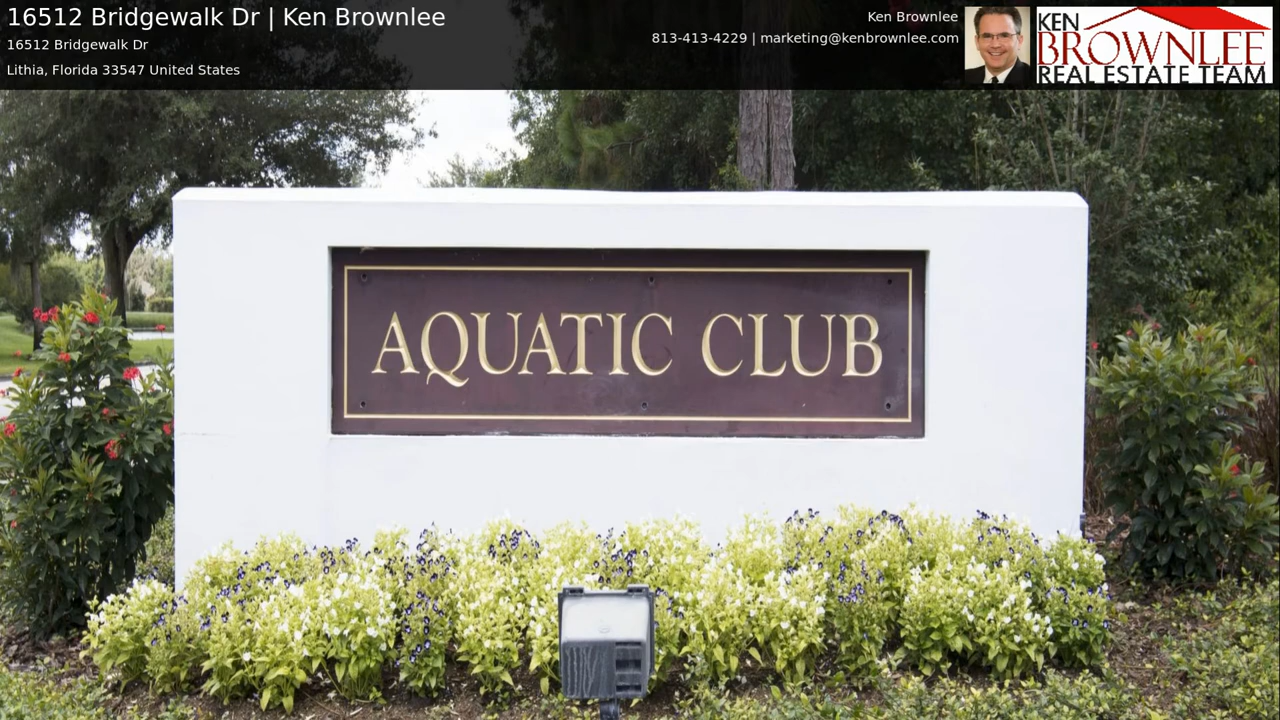 16512 Bridgewalk Dr | Ken Brownlee
16512 Bridgewalk Dr
Lithia, Florida 33547 United States
Ken Brownlee
813-413-4229 | marketing@kenbrownlee.com
KEN
BROWNLEE
REAL ESTATE TEAM
AQUATIC CLUB